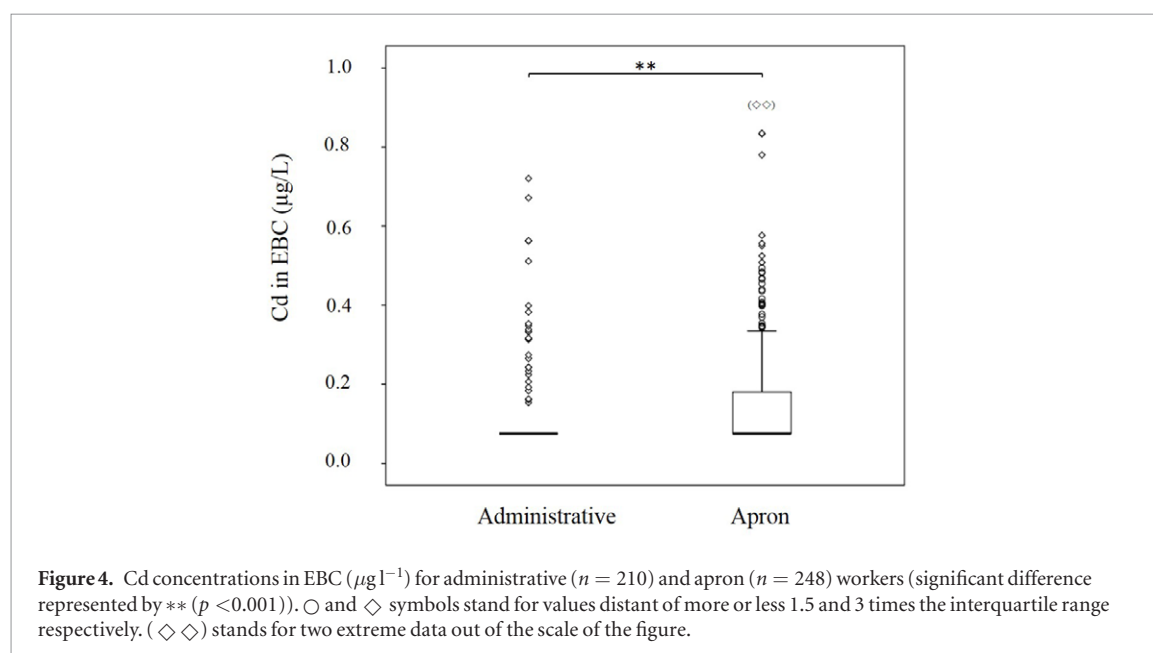 **
1.0
(◇◇)
0.8
0.6
0.4
0.2
0.0
Cd in EBC (µg/L)
Administrative Apron
Figure 4. Cd concentrations in EBC (µg l−1) for administrative (n = 210) and apron (n = 248) workers (significant difference
represented by ** (p <0.001)). ○ and ◇ symbols stand for values distant of more or less 1.5 and 3 times the interquartile range
respectively. ( ◇ ◇) stands for two extreme data out of the scale of the figure.